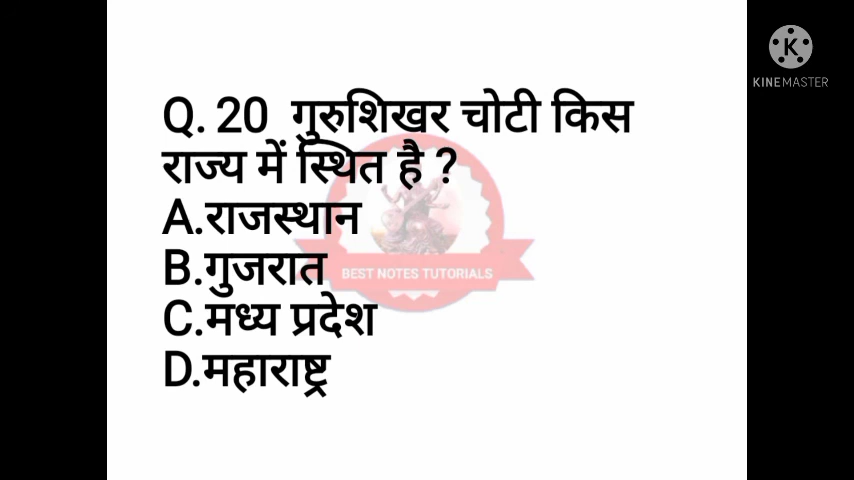 Q. 20 गुरुशिखर चोटी किस
राज्य में स्थित है ?
A.राजस्थान
B.गुजरात
C.मध्य प्रदेश
D.महाराष्ट्र
BEST NOTES TUTORIALS
K
KINEMASTER